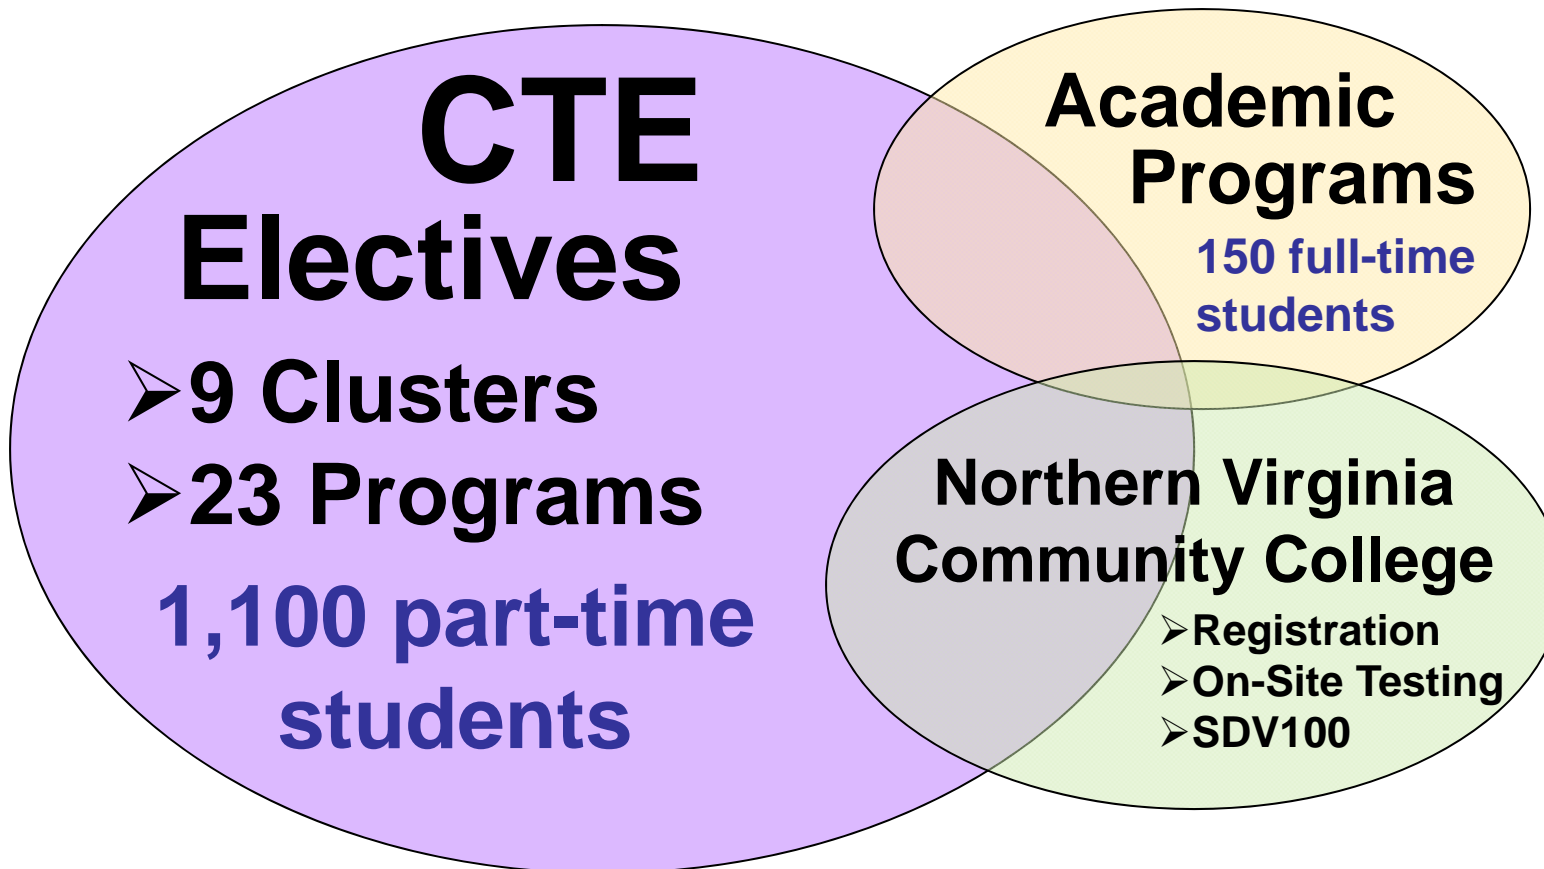 CTE
Electives
➢9 Clusters
➢23 Programs
1,100 part-time
students
Academic
Programs
150 full-time
students
Northern Virginia
Community College
➢Registration
➢On-Site Testing
➢SDV100